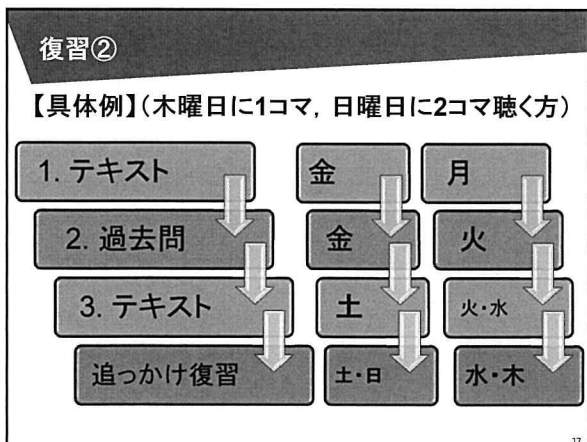 復習②
【具体例】(木曜日に1コマ，日曜日に2コマ聴く方)
1. テキスト 金 月
2. 過去問 金 火
3. テキスト 土 火・水
追っかけ復習 土・日 水・木
17